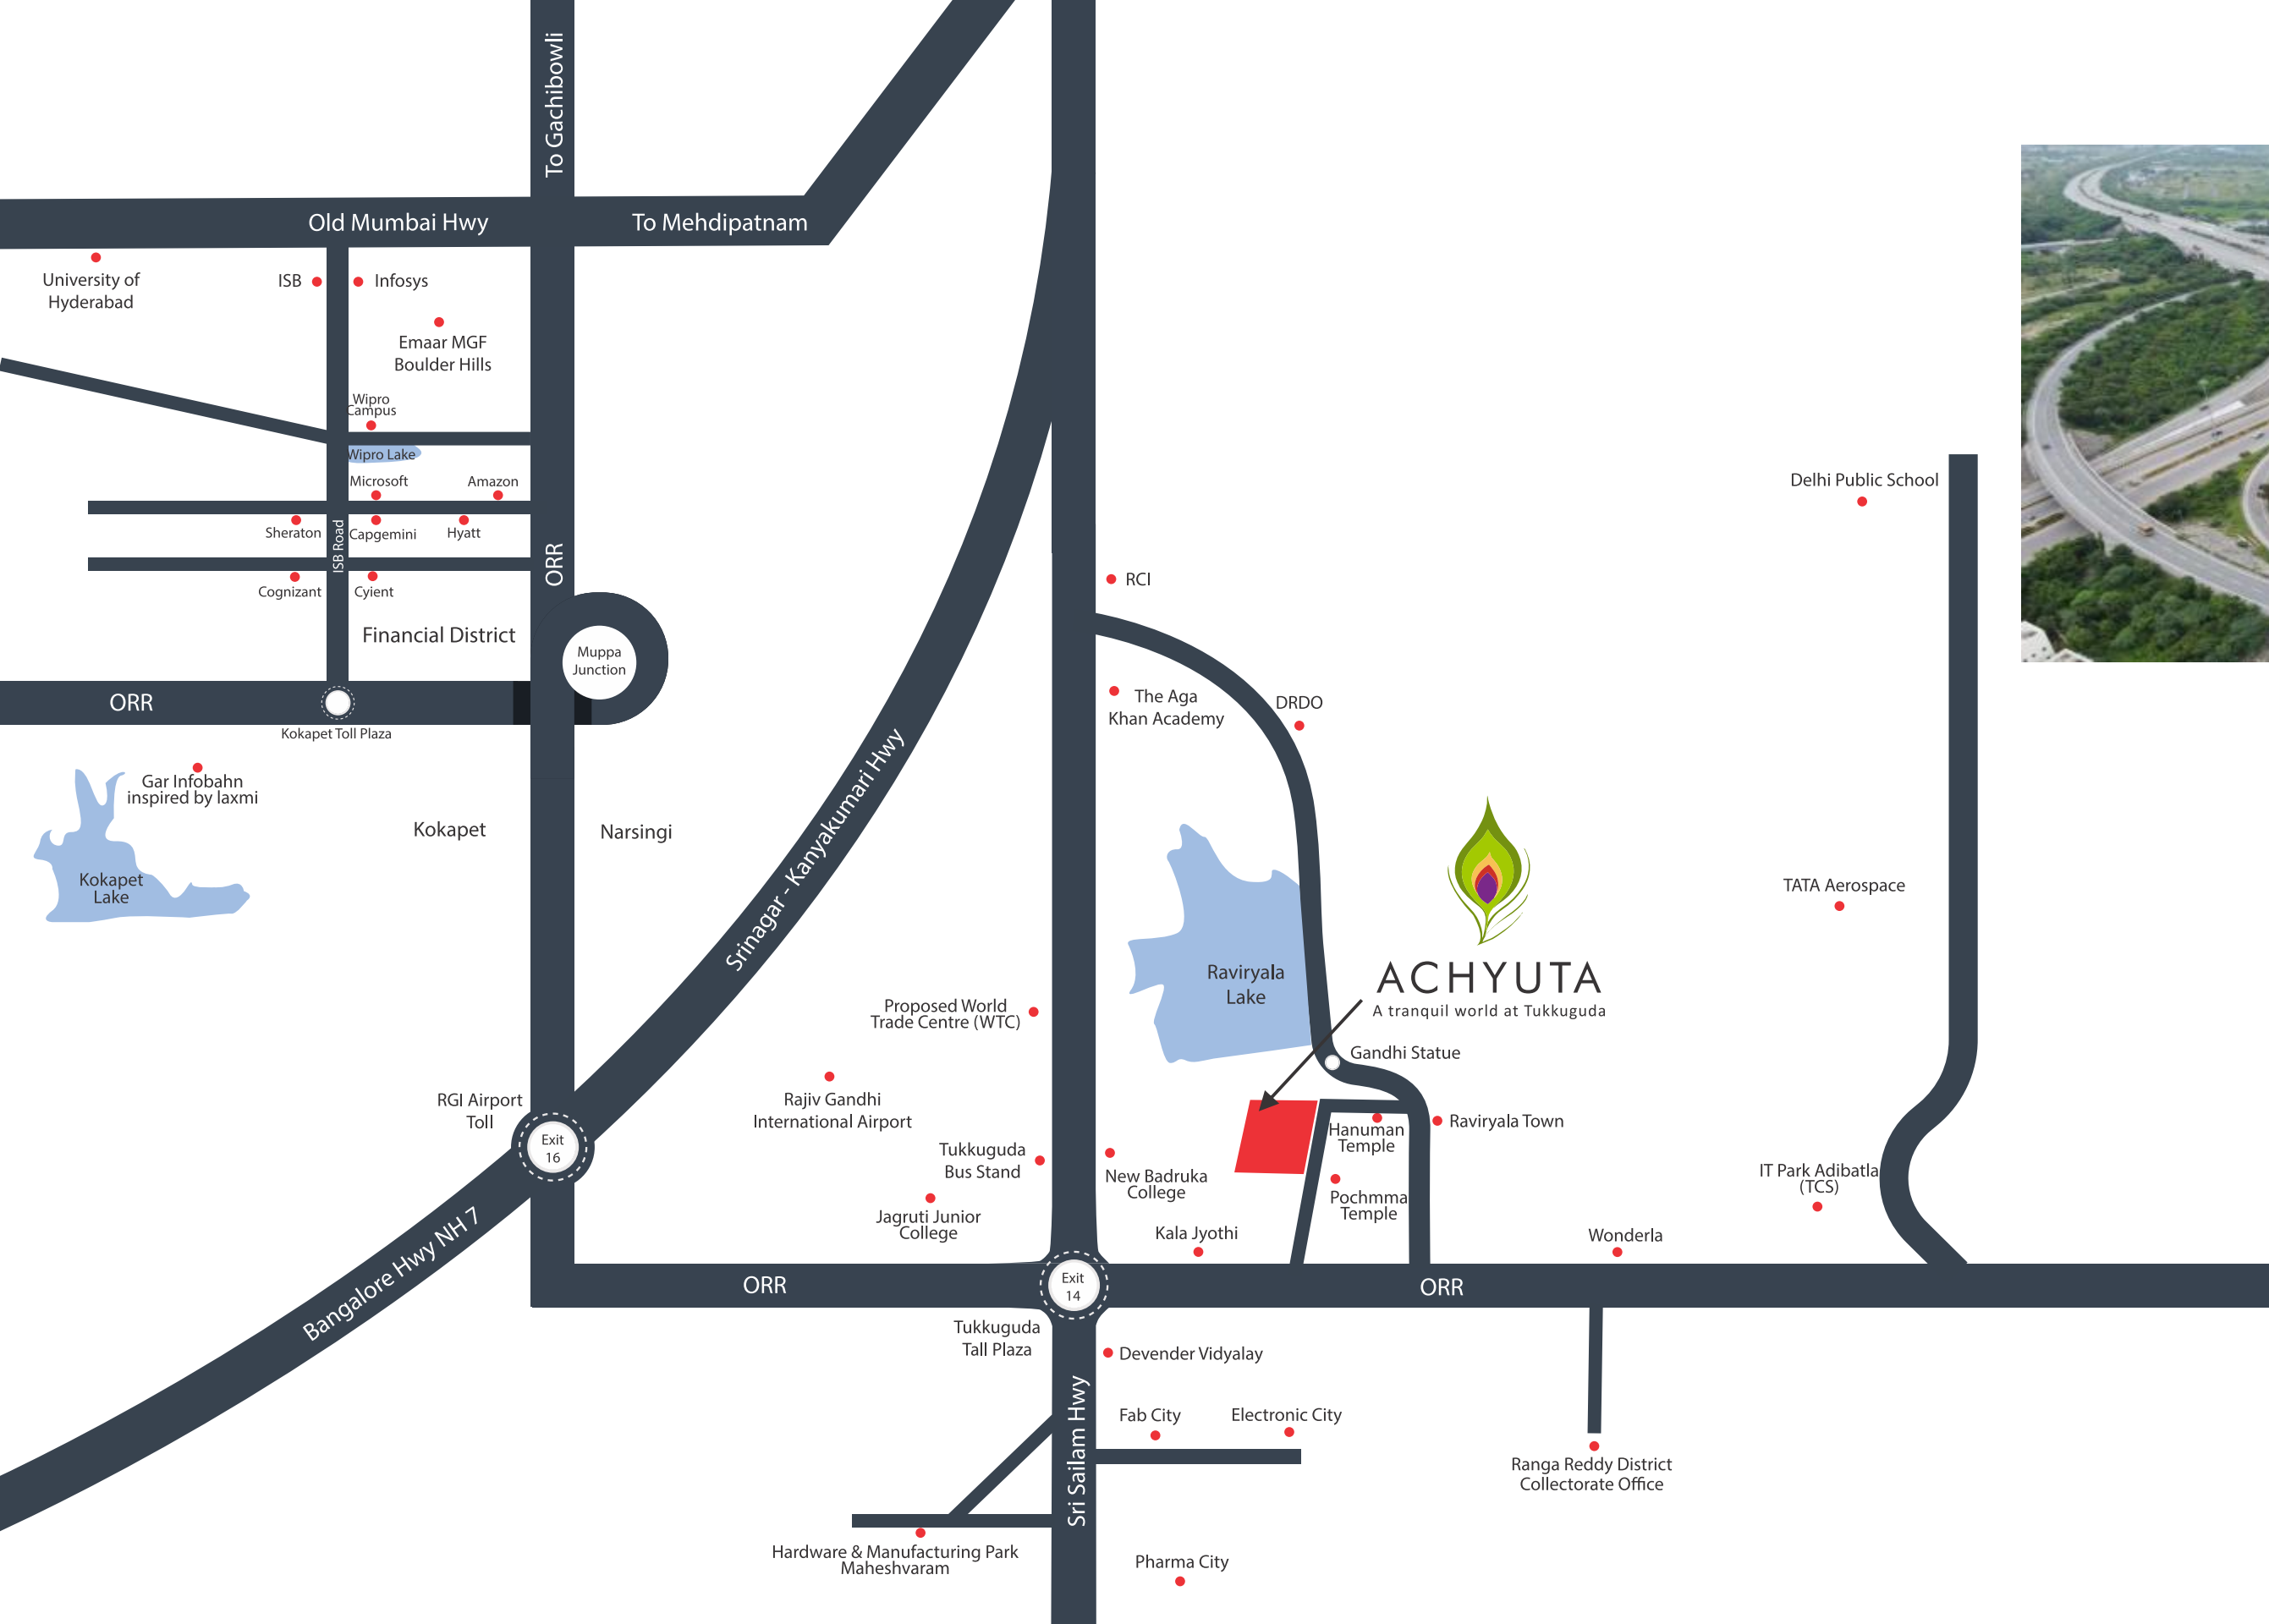 To Gachibowli
Old Mumbai Hwy
To Mehdipatnam
University of
Hyderabad
ISB
Infosys
Emaar MGF
Boulder Hills
Wipro
Campus
Wipro Lake
Microsoft
Amazon
Sheraton
ISB Road
Capgemini
Hyatt
ORR
Cognizant
Cyient
Financial District
Muppa
Junction
ORR
Kokapet Toll Plaza
Gar Infobahn
inspired by laxmi
Kokapet
Lake
Kokapet
Narsingi
Srinagar - Kanyakumari Hwy
Delhi Public School
RCI
The Aga
Khan Academy
DRDO
TATA Aerospace
Raviryala
Lake
ACHYUTA
A tranquil world at Tukkuguda
Gandhi Statue
Proposed World
Trade Centre (WTC)
Rajiv Gandhi
International Airport
RGI Airport
Toll
Exit
16
Bangalore Hwy NH 7
Tukkuguda
Bus Stand
Jagruti Junior
College
New Badruka
College
Kala Jyothi
Hanuman
Temple
Raviryala Town
Pochmma
Temple
IT Park Adibatla
(TCS)
Wonderla
ORR
Exit
14
ORR
Tukkuguda
Tall Plaza
Devender Vidyalay
Sri Sailam Hwy
Fab City
Electronic City
Ranga Reddy District
Collectorate Office
Hardware & Manufacturing Park
Maheshvaram
Pharma City